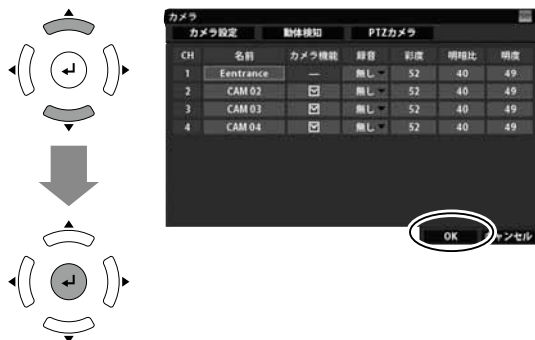 カメラ
カメラ設定 動体検知 PTZカメラ
CH 名前 カメラ機能 録音 彩度 明暗比 明度
1 Eentrance — 無し 52 40 49
2 CAM 02 無し 52 40 49
3 CAM 03 無し 52 40 49
4 CAM 04 無し 52 40 49
OK キャンセル